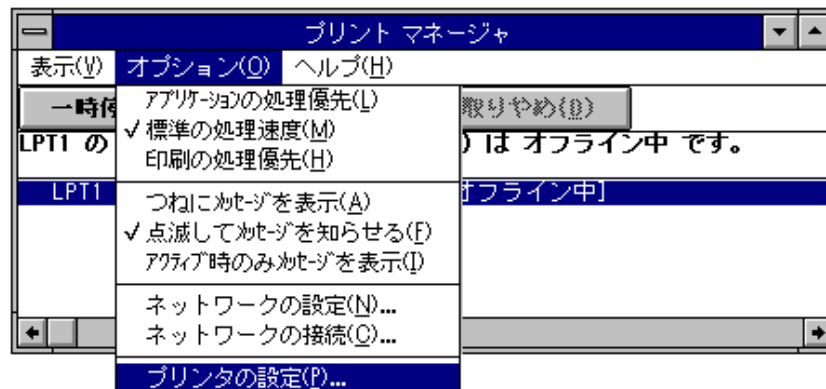 プリント マネージャ
表示(V) オプション(O) ヘルプ(H)
一時停 取りやめ(D)
LPT1 の ) は オフライン中 です。
LPT1 オフライン中]
ｱﾌﾟﾘｹｰｼｮﾝの処理優先(L)
✓標準の処理速度(M)
印刷の処理優先(H)
つねにﾒｯｾｰｼﾞを表示(A)
✓点滅してﾒｯｾｰｼﾞを知らせる(F)
ｱｸﾃｨﾌﾞ時のみﾒｯｾｰｼﾞを表示(I)
ネットワークの設定(N)...
ネットワークの接続(C)...
プリンタの設定(P)...